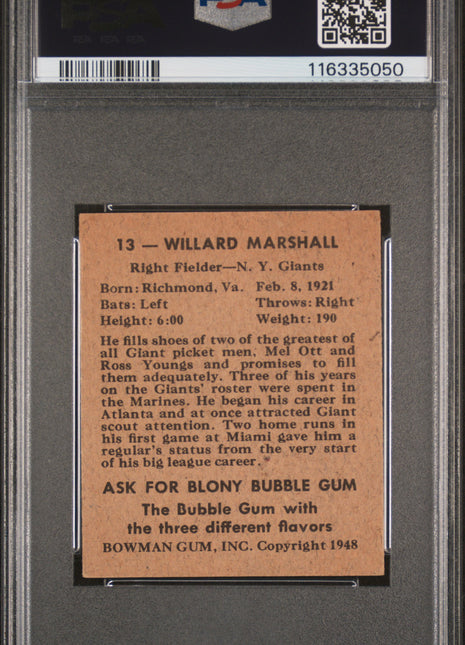 PSA
PSA PSA PSA
PSA
116335050
13 — WILLARD MARSHALL
Right Fielder—N. Y. Giants
Born: Richmond, Va. Feb. 8, 1921
Bats: Left Throws: Right
Height: 6:00 Weight: 190
He fills shoes of two of the greatest of
all Giant picket men, Mel Ott and
Ross Youngs and promises to fill
them adequately. Three of his years
on the Giants' roster were spent in
the Marines. He began his career in
Atlanta and at once attracted Giant
scout attention. Two home runs in
his first game at Miami gave him a
regular's status from the very start
of his big league career.
ASK FOR BLONY BUBBLE GUM
The Bubble Gum with
the three different flavors
BOWMAN GUM, INC. Copyright 1948